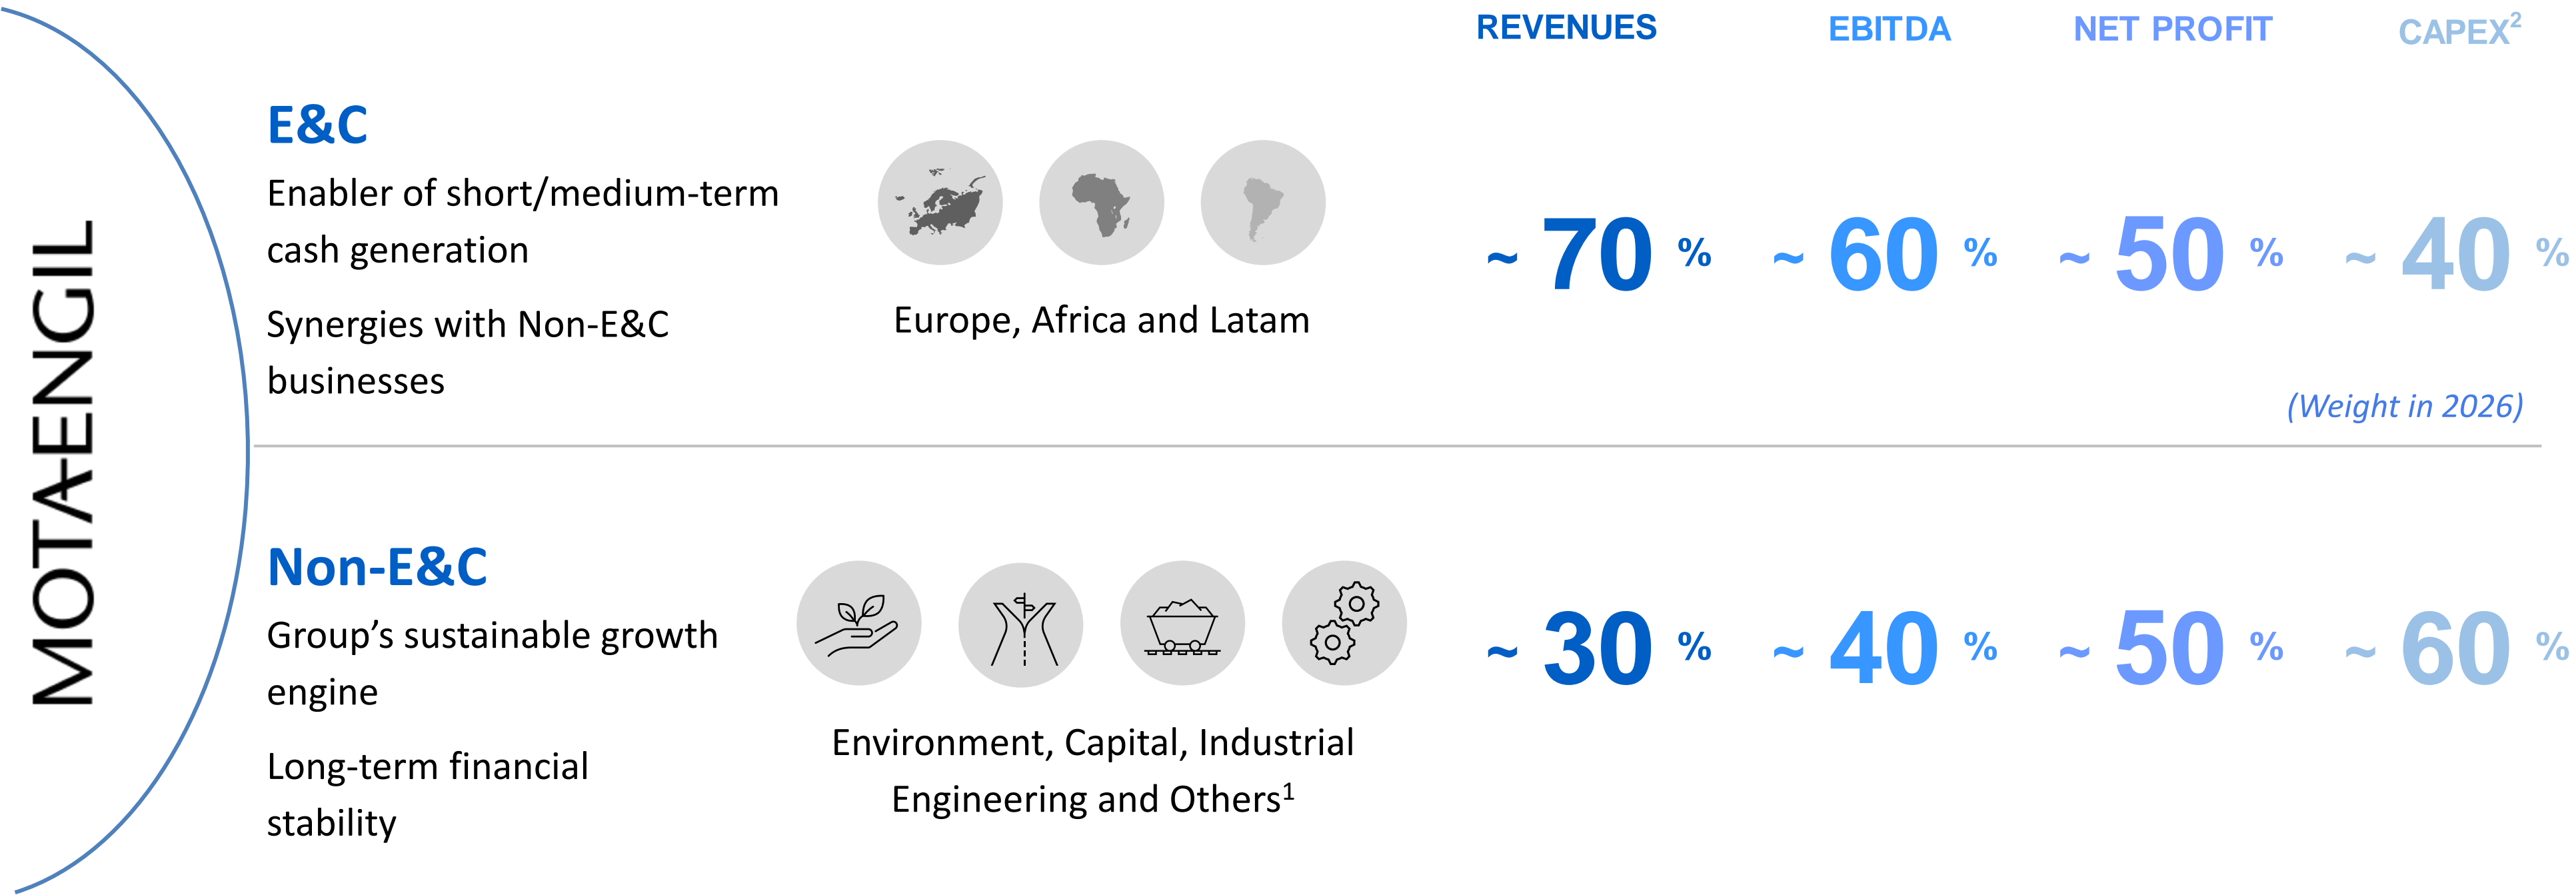 MOTAENGIL
REVENUES EBITDA NET PROFIT CAPEX²
E&C
Enabler of short/medium-term
cash generation
Synergies with Non-E&C
businesses
Europe, Africa and Latam
~ 70 % ~ 60 % ~ 50 % ~ 40 %
(Weight in 2026)
Non-E&C
Group’s sustainable growth
engine
Long-term financial
stability
Environment, Capital, Industrial
Engineering and Others¹
~ 30 % ~ 40 % ~ 50 % ~ 60 %